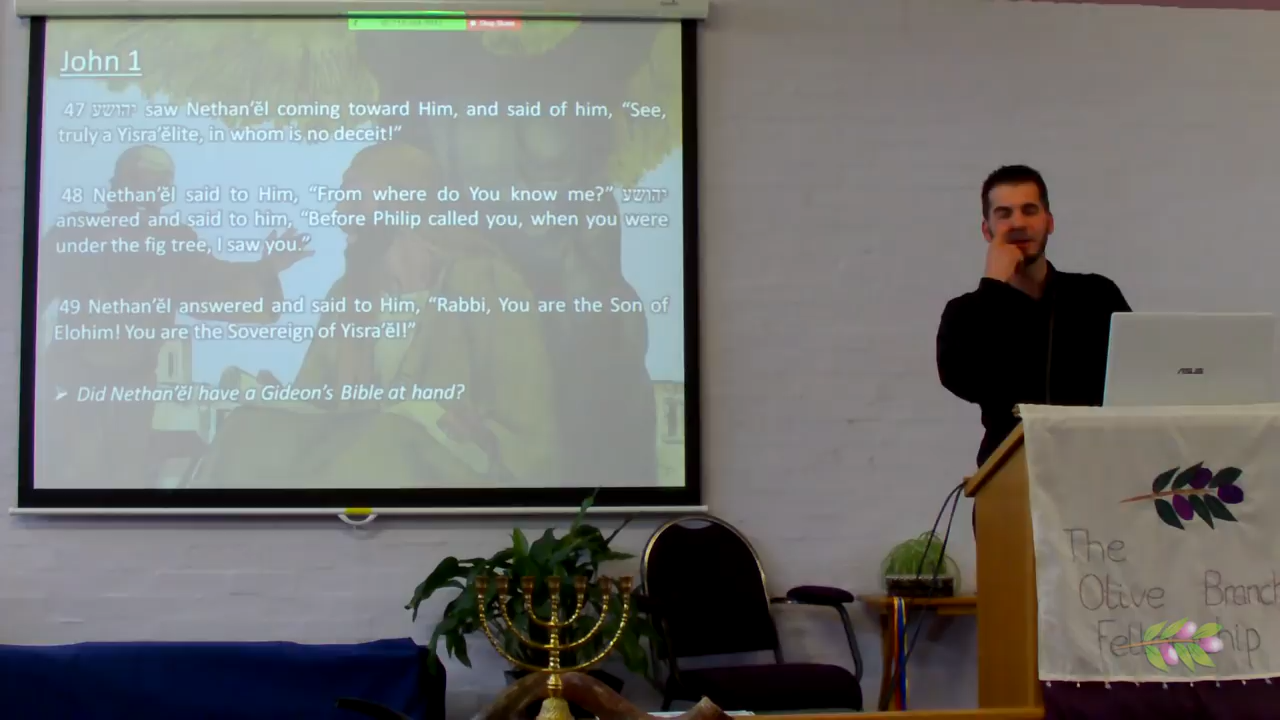 Stop Share
John 1
47 יהושע saw Nethan'ĕl coming toward Him, and said of him, “See,
truly a Yisra'ĕlite, in whom is no deceit!”
48 Nethan'ĕl said to Him, “From where do You know me?” יהושע
answered and said to him, “Before Philip called you, when you were
under the fig tree, I saw you.”
49 Nethan'ĕl answered and said to Him, “Rabbi, You are the Son of
Elohim! You are the Sovereign of Yisra'ĕl!”
➢ Did Nethan'ĕl have a Gideon's Bible at hand?
ASUS
The
Olive Branch
Fellowship